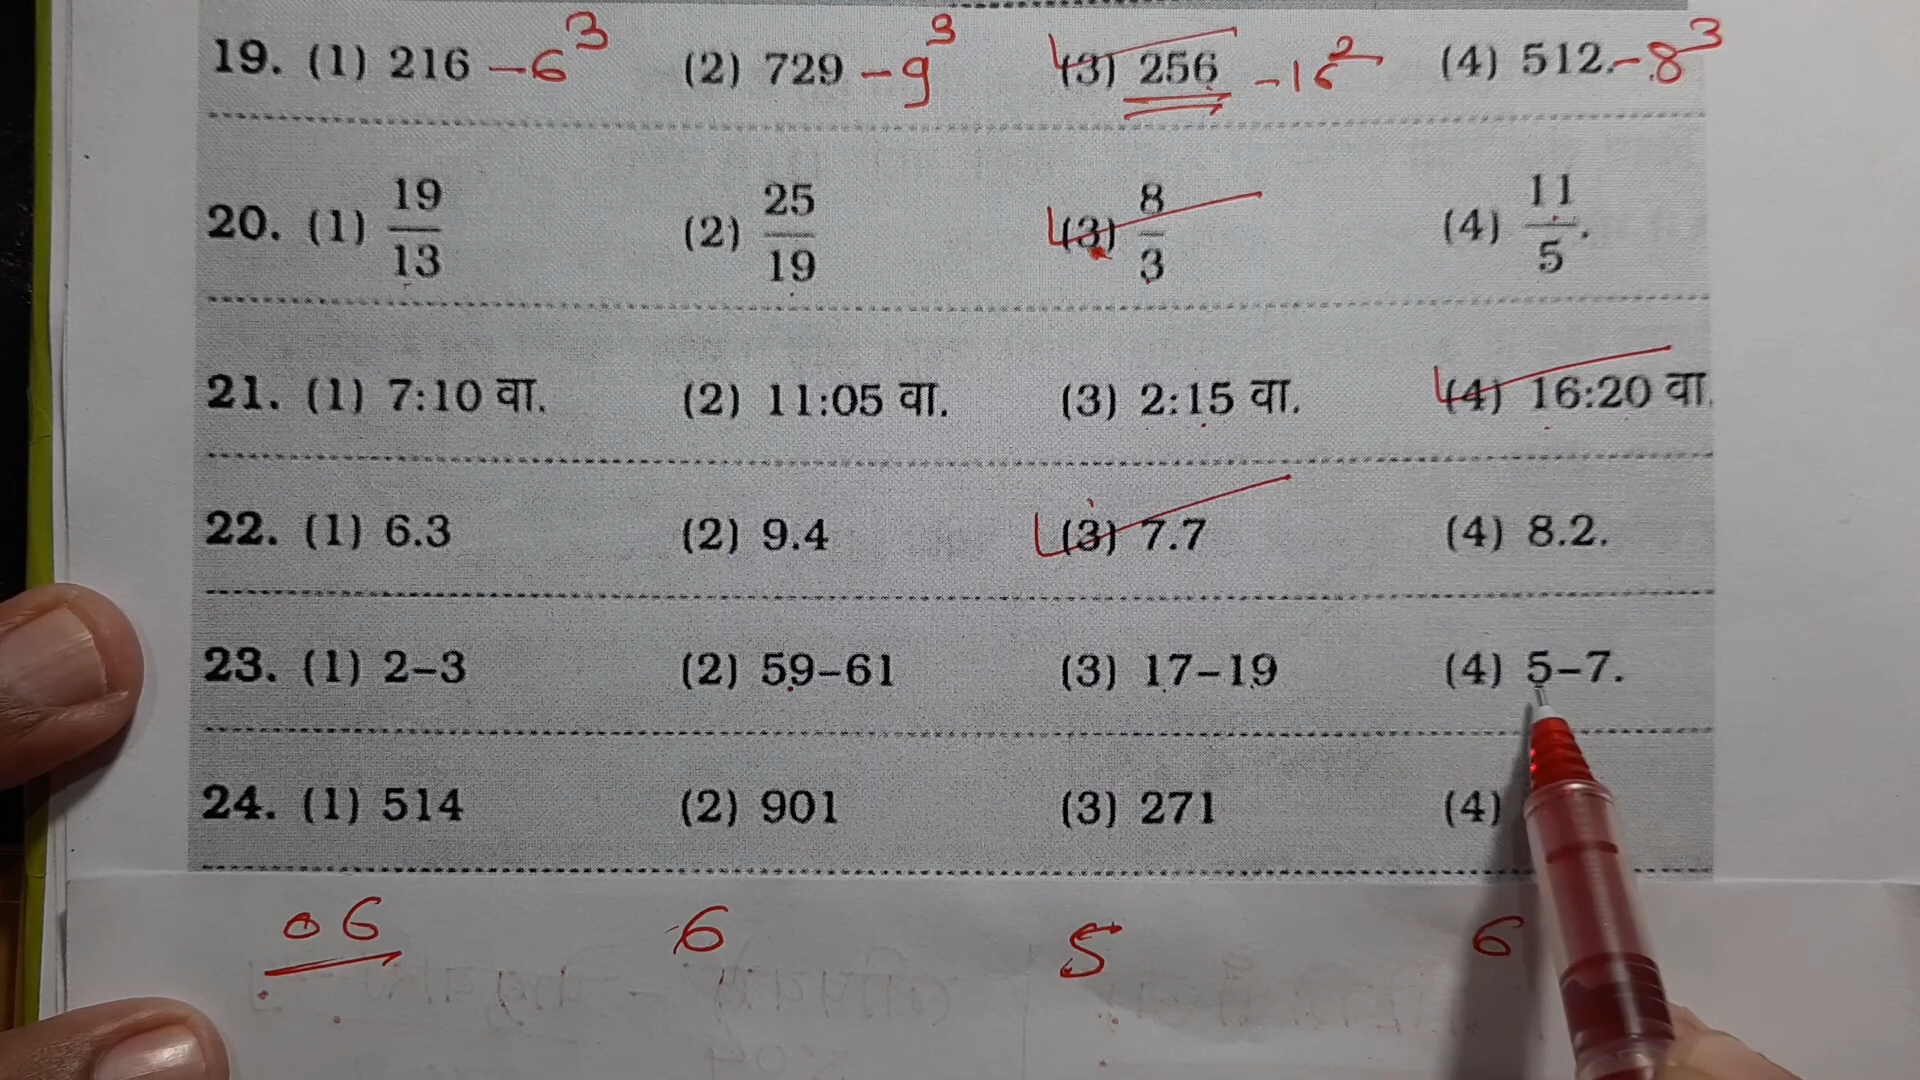 19. (1) 216 – 6³ (2) 729 – 9³ (3) 256 – 16² (4) 512. – 8³
20. (1) 19/13 (2) 25/19 (3) 8/3 (4) 11/5.
21. (1) 7:10 वा. (2) 11:05 वा. (3) 2:15 वा. (4) 16:20 वा.
22. (1) 6.3 (2) 9.4 (3) 7.7 (4) 8.2.
23. (1) 2–3 (2) 59–61 (3) 17–19 (4) 5–7.
24. (1) 514 (2) 901 (3) 271 (4)
06 6 5 6